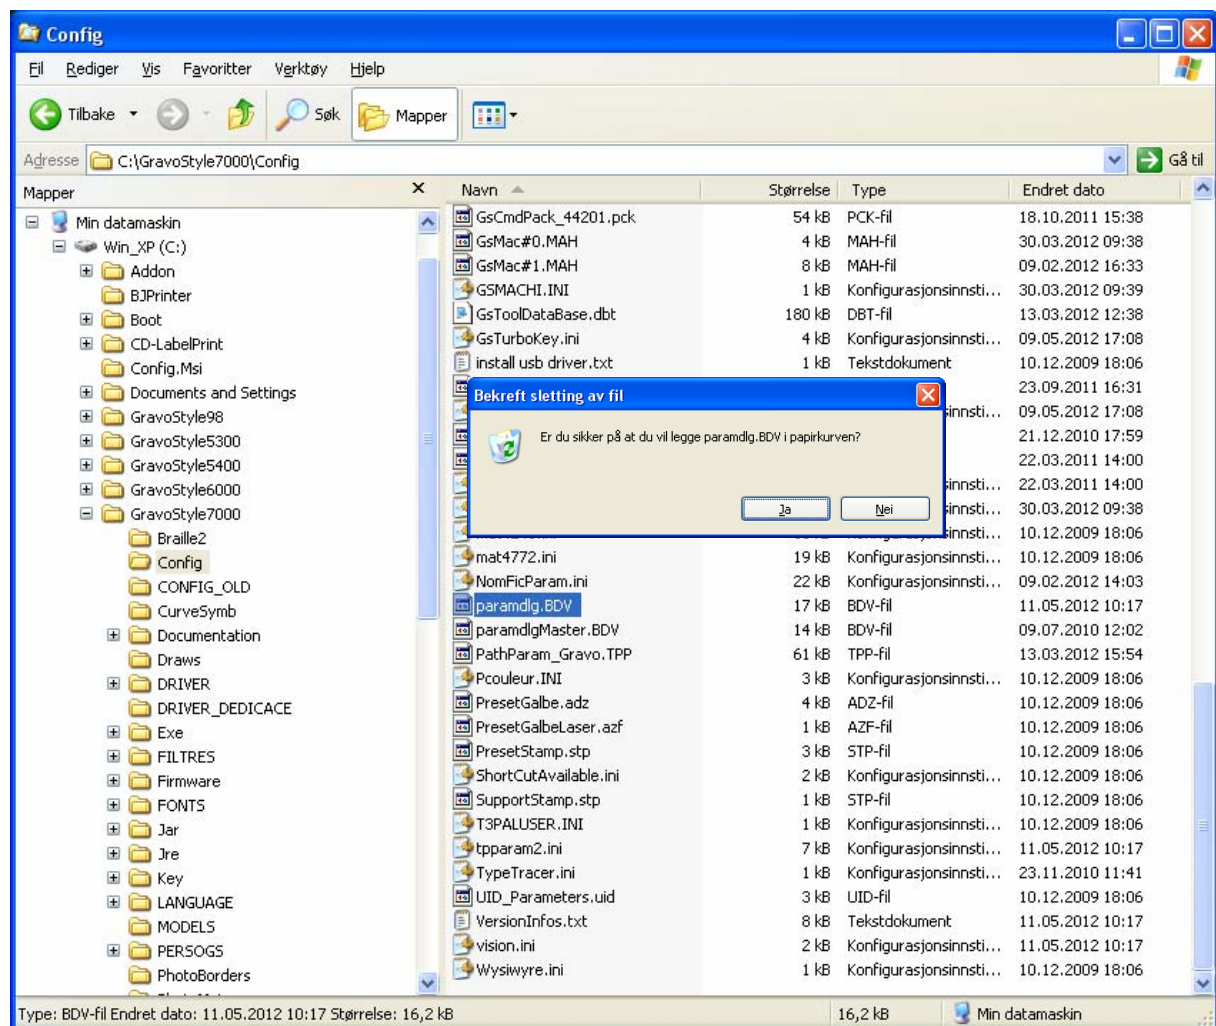 Config
Fil Rediger Vis Favoritter Verktøy Hjelp
Tilbake Søk Mapper
Adresse C:\GravoStyle7000\Config Gå til
Mapper
Min datamaskin
Win_XP (C:)
Addon
BJPrinter
Boot
CD-LabelPrint
Config.Msi
Documents and Settings
GravoStyle98
GravoStyle5300
GravoStyle5400
GravoStyle6000
GravoStyle7000
Braille2
Config
CONFIG_OLD
CurveSymb
Documentation
Draws
DRIVER
DRIVER_DEDICACE
Exe
FILTRES
Firmware
FONTS
Jar
Jre
Key
LANGUAGE
MODELS
PERSOGS
PhotoBorders
Navn Størrelse Type Endret dato
GsCmdPack_44201.pck 54 kB PCK-fil 18.10.2011 15:38
GsMac#0.MAH 4 kB MAH-fil 30.03.2012 09:38
GsMac#1.MAH 8 kB MAH-fil 09.02.2012 16:33
GSMACHI.INI 1 kB Konfigurasjonsinnsti... 30.03.2012 09:39
GsToolDataBase.dbt 180 kB DBT-fil 13.03.2012 12:38
GsTurboKey.ini 4 kB Konfigurasjonsinnsti... 09.05.2012 17:08
install usb driver.txt 1 kB Tekstdokument 10.12.2009 18:06
23.09.2011 16:31
innsti... 09.05.2012 17:08
21.12.2010 17:59
22.03.2011 14:00
innsti... 22.03.2011 14:00
innsti... 30.03.2012 09:38
innsti... 10.12.2009 18:06
Bekreft sletting av fil
Er du sikker på at du vil legge paramdlg.BDV i papirkurven?
Ja Nei
mat4772.ini 19 kB Konfigurasjonsinnsti... 10.12.2009 18:06
NomFicParam.ini 22 kB Konfigurasjonsinnsti... 09.02.2012 14:03
paramdlg.BDV 17 kB BDV-fil 11.05.2012 10:17
paramdlgMaster.BDV 14 kB BDV-fil 09.07.2010 12:02
PathParam_Gravo.TPP 61 kB TPP-fil 13.03.2012 15:54
Pcouleur.INI 3 kB Konfigurasjonsinnsti... 10.12.2009 18:06
PresetGalbe.adz 4 kB ADZ-fil 10.12.2009 18:06
PresetGalbeLaser.azf 1 kB AZF-fil 10.12.2009 18:06
PresetStamp.stp 3 kB STP-fil 10.12.2009 18:06
ShortCutAvailable.ini 2 kB Konfigurasjonsinnsti... 10.12.2009 18:06
SupportStamp.stp 1 kB STP-fil 10.12.2009 18:06
T3PALUSER.INI 1 kB Konfigurasjonsinnsti... 10.12.2009 18:06
tpparam2.ini 7 kB Konfigurasjonsinnsti... 11.05.2012 10:17
TypeTracer.ini 1 kB Konfigurasjonsinnsti... 23.11.2010 11:41
UID_Parameters.uid 3 kB UID-fil 10.12.2009 18:06
VersionInfos.txt 8 kB Tekstdokument 11.05.2012 10:17
vision.ini 2 kB Konfigurasjonsinnsti... 11.05.2012 10:17
Wysiwyre.ini 1 kB Konfigurasjonsinnsti... 10.12.2009 18:06
Type: BDV-fil Endret dato: 11.05.2012 10:17 Størrelse: 16,2 kB 16,2 kB Min datamaskin